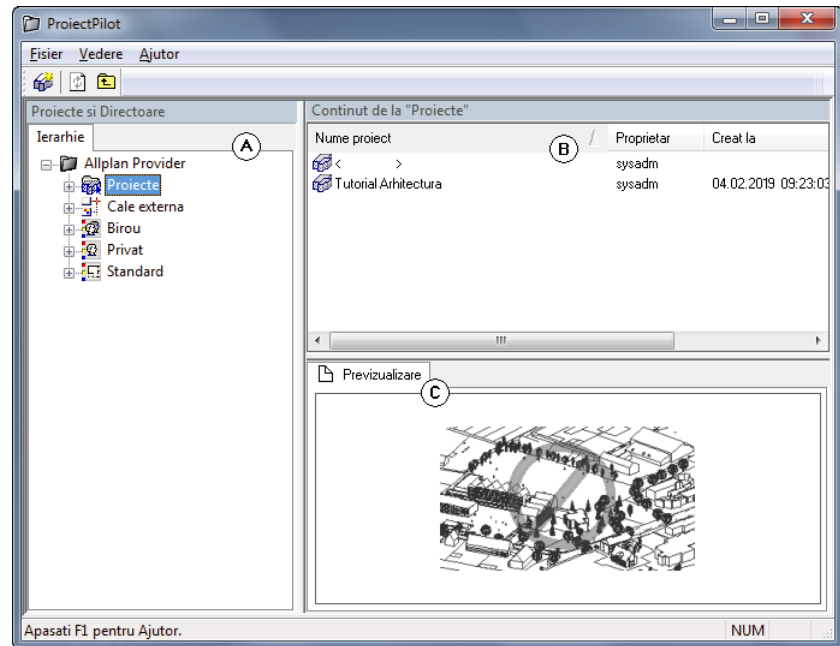 ProiectPilot
Fisier Vedere Ajutor
Proiecte si Directoare
Ierarhie
A
Allplan Provider
Proiecte
Cale externa
Birou
Privat
Standard
Continut de la "Proiecte"
Nume proiect B Proprietar Creat la
< > sysadm
Tutorial Arhitectura sysadm 04.02.2019 09:23:03
Previzualizare
C
Apasati F1 pentru Ajutor. NUM